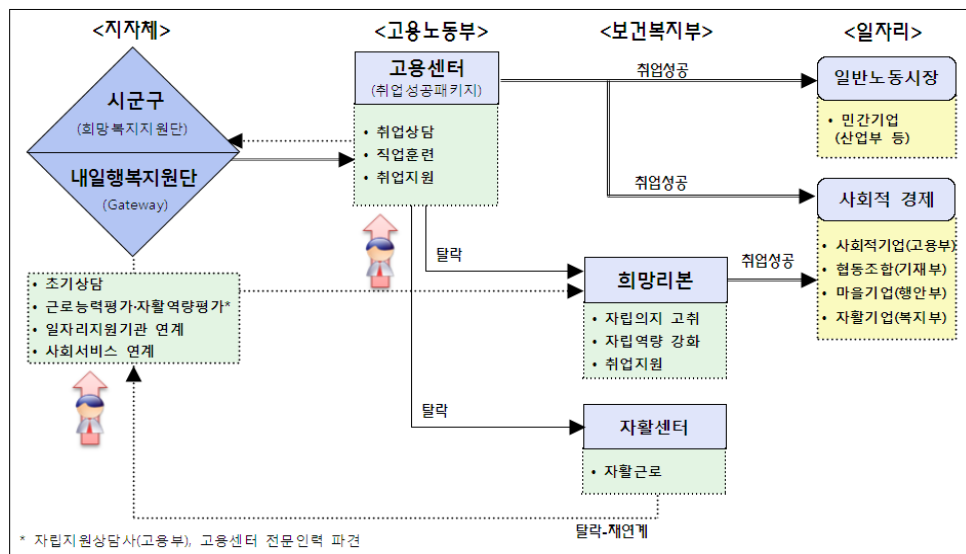 <지자체>
<고용노동부>
<보건복지부>
<일자리>
시군구
(희망복지지원단)
내일행복지원단
(Gateway)
• 초기상담
• 근로능력평가·자활역량평가*
• 일자리지원기관 연계
• 사회서비스 연계
고용센터
(취업성공패키지)
• 취업상담
• 직업훈련
• 취업지원
탈락
탈락
취업성공
취업성공
희망리본
• 자립의지 고취
• 자립역량 강화
• 취업지원
취업성공
자활센터
• 자활근로
탈락-재연계
일반노동시장
• 민간기업
(산업부 등)
사회적 경제
• 사회적기업(고용부)
• 협동조합(기재부)
• 마을기업(행안부)
• 자활기업(복지부)
* 자립지원상담사(고용부), 고용센터 전문인력 파견